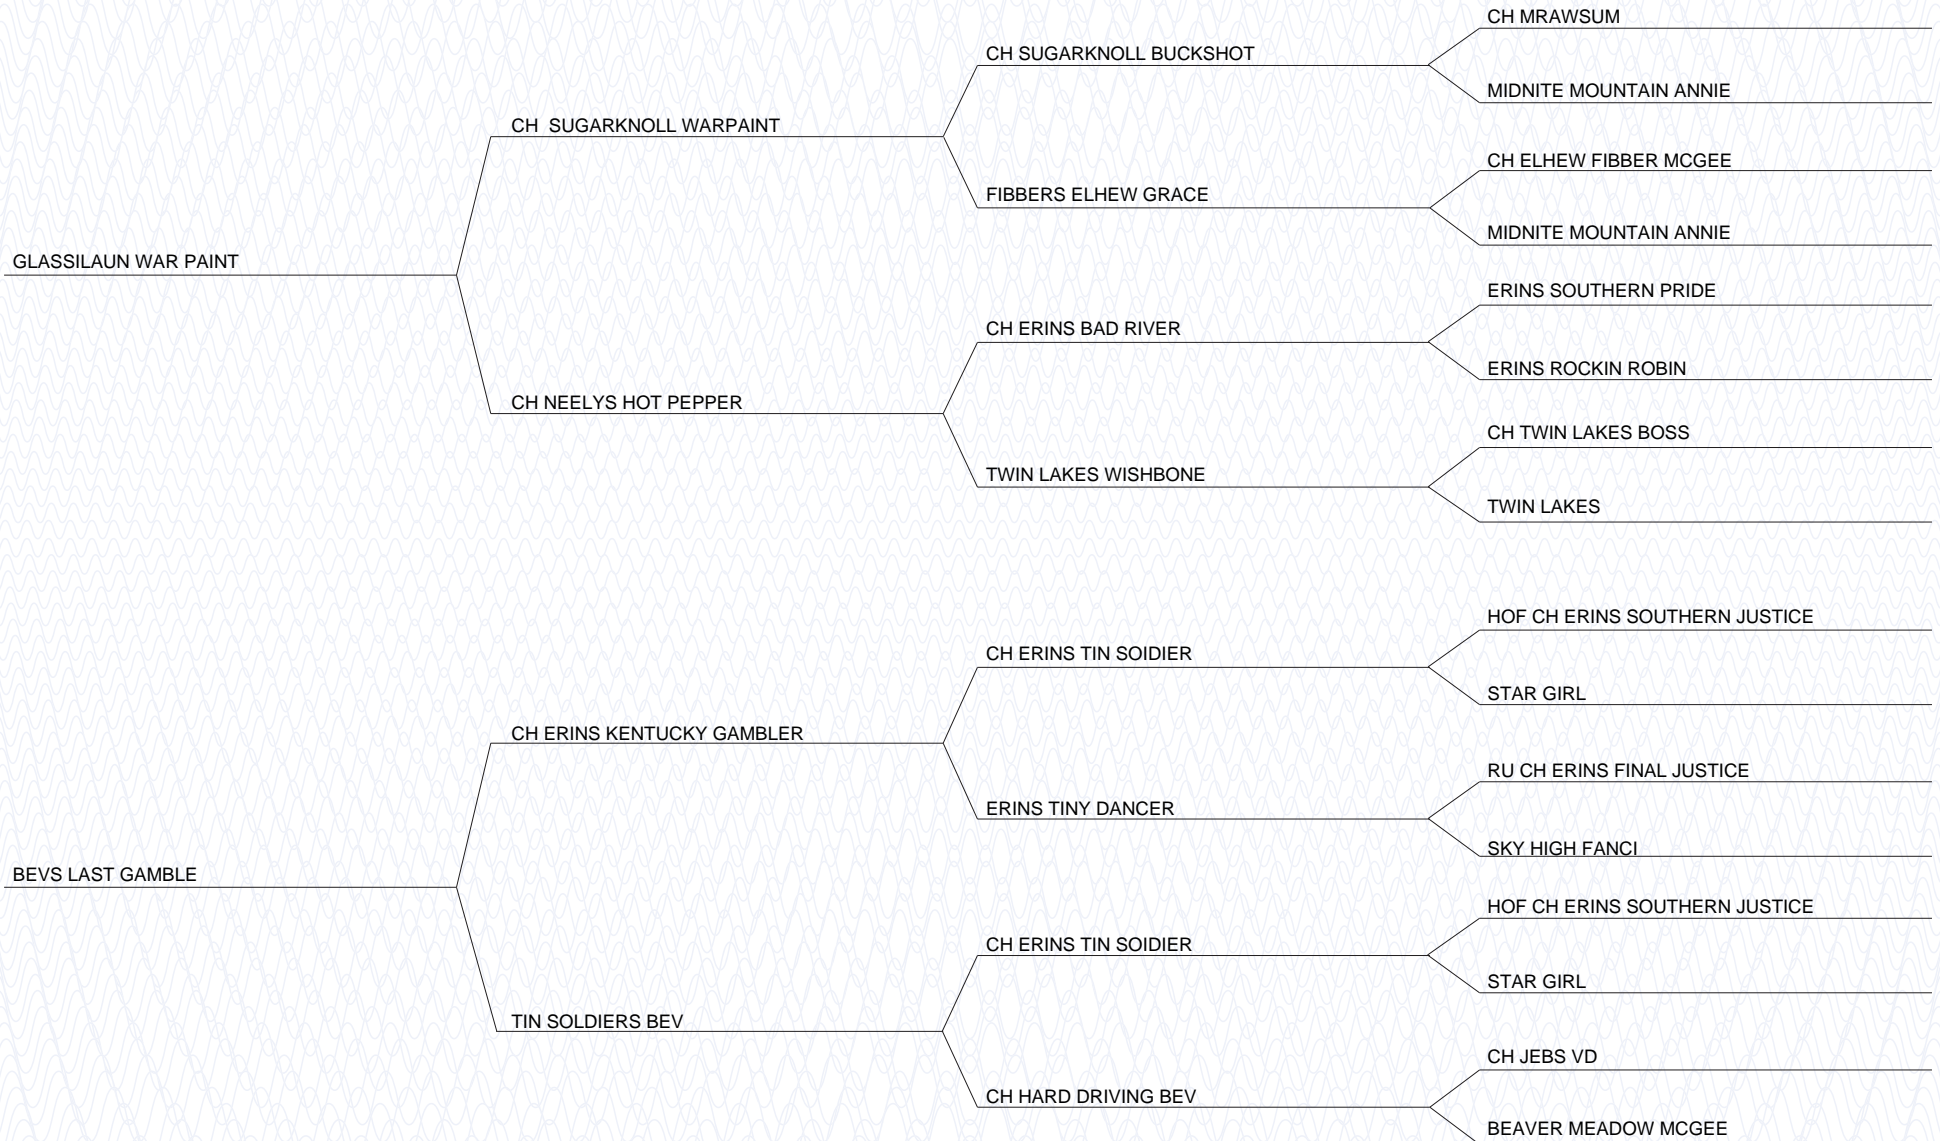 CH MRAWSUM
CH SUGARKNOLL BUCKSHOT
MIDNITE MOUNTAIN ANNIE
CH  SUGARKNOLL WARPAINT
CH ELHEW FIBBER MCGEE
FIBBERS ELHEW GRACE
MIDNITE MOUNTAIN ANNIE
GLASSILAUN WAR PAINT
ERINS SOUTHERN PRIDE
CH ERINS BAD RIVER
ERINS ROCKIN ROBIN
CH NEELYS HOT PEPPER
CH TWIN LAKES BOSS
TWIN LAKES WISHBONE
TWIN LAKES
HOF CH ERINS SOUTHERN JUSTICE
CH ERINS TIN SOIDIER
STAR GIRL
CH ERINS KENTUCKY GAMBLER
RU CH ERINS FINAL JUSTICE
ERINS TINY DANCER
SKY HIGH FANCI
BEVS LAST GAMBLE
HOF CH ERINS SOUTHERN JUSTICE
CH ERINS TIN SOIDIER
STAR GIRL
TIN SOLDIERS BEV
CH JEBS VD
CH HARD DRIVING BEV
BEAVER MEADOW MCGEE